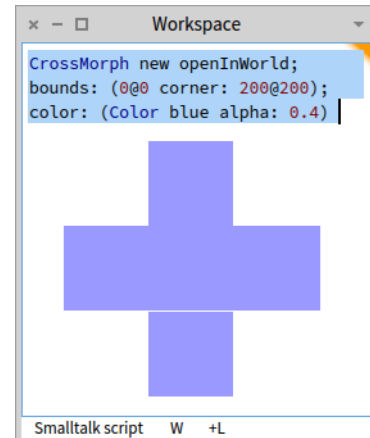 Workspace
CrossMorph new openInWorld;
bounds: (0@0 corner: 200@200);
color: (Color blue alpha: 0.4)
Smalltalk script W +L